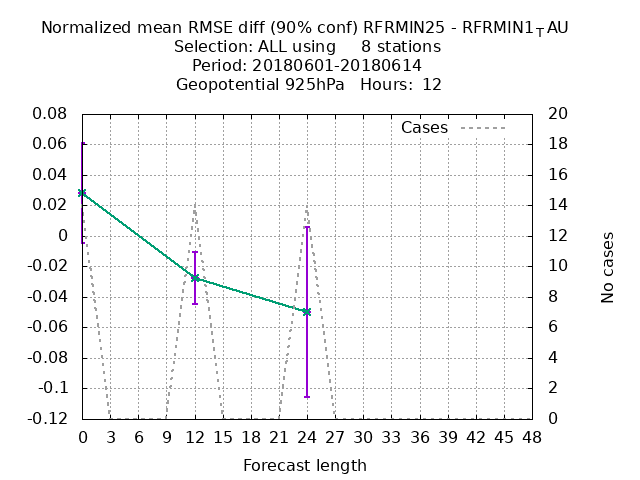 Normalized mean RMSE diff (90% conf) RFRMIN25 - RFRMIN1_TAU
Selection: ALL using 8 stations
Period: 20180601-20180614
Geopotential 925hPa Hours: 12
Cases
0.08
0.06
0.04
0.02
0
-0.02
-0.04
-0.06
-0.08
-0.1
-0.12
20
18
16
14
12
10
8
6
4
2
0
No cases
0 3 6 9 12 15 18 21 24 27 30 33 36 39 42 45 48
Forecast length